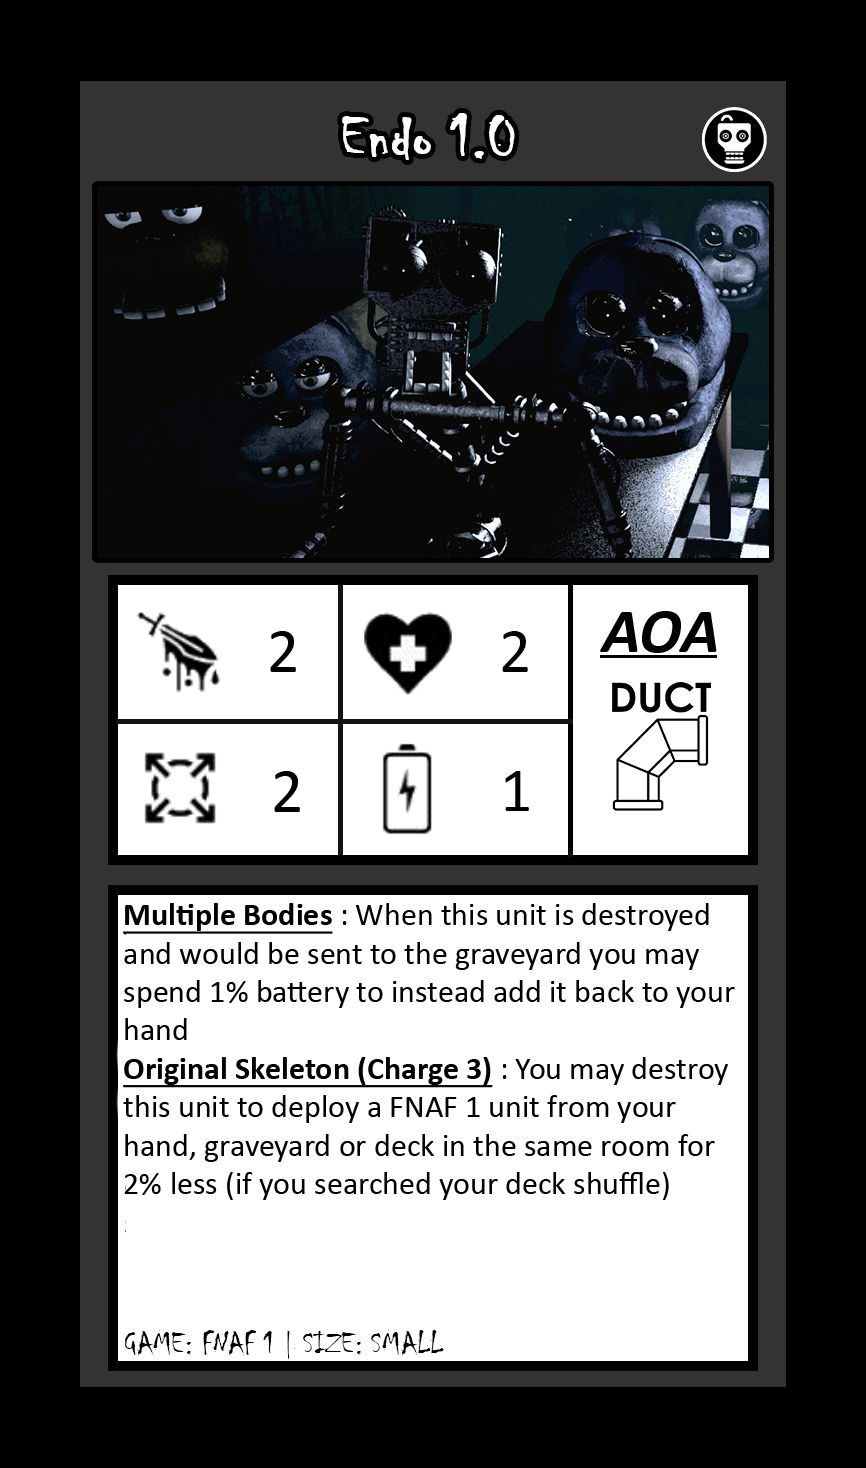 Endo 1.0
2
2
AOA
DUCT
2
1
Multiple Bodies : When this unit is destroyed
and would be sent to the graveyard you may
spend 1% battery to instead add it back to your
hand
Original Skeleton (Charge 3) : You may destroy
this unit to deploy a FNAF 1 unit from your
hand, graveyard or deck in the same room for
2% less (if you searched your deck shuffle)
GAME: FNAF 1 | SIZE: SMALL